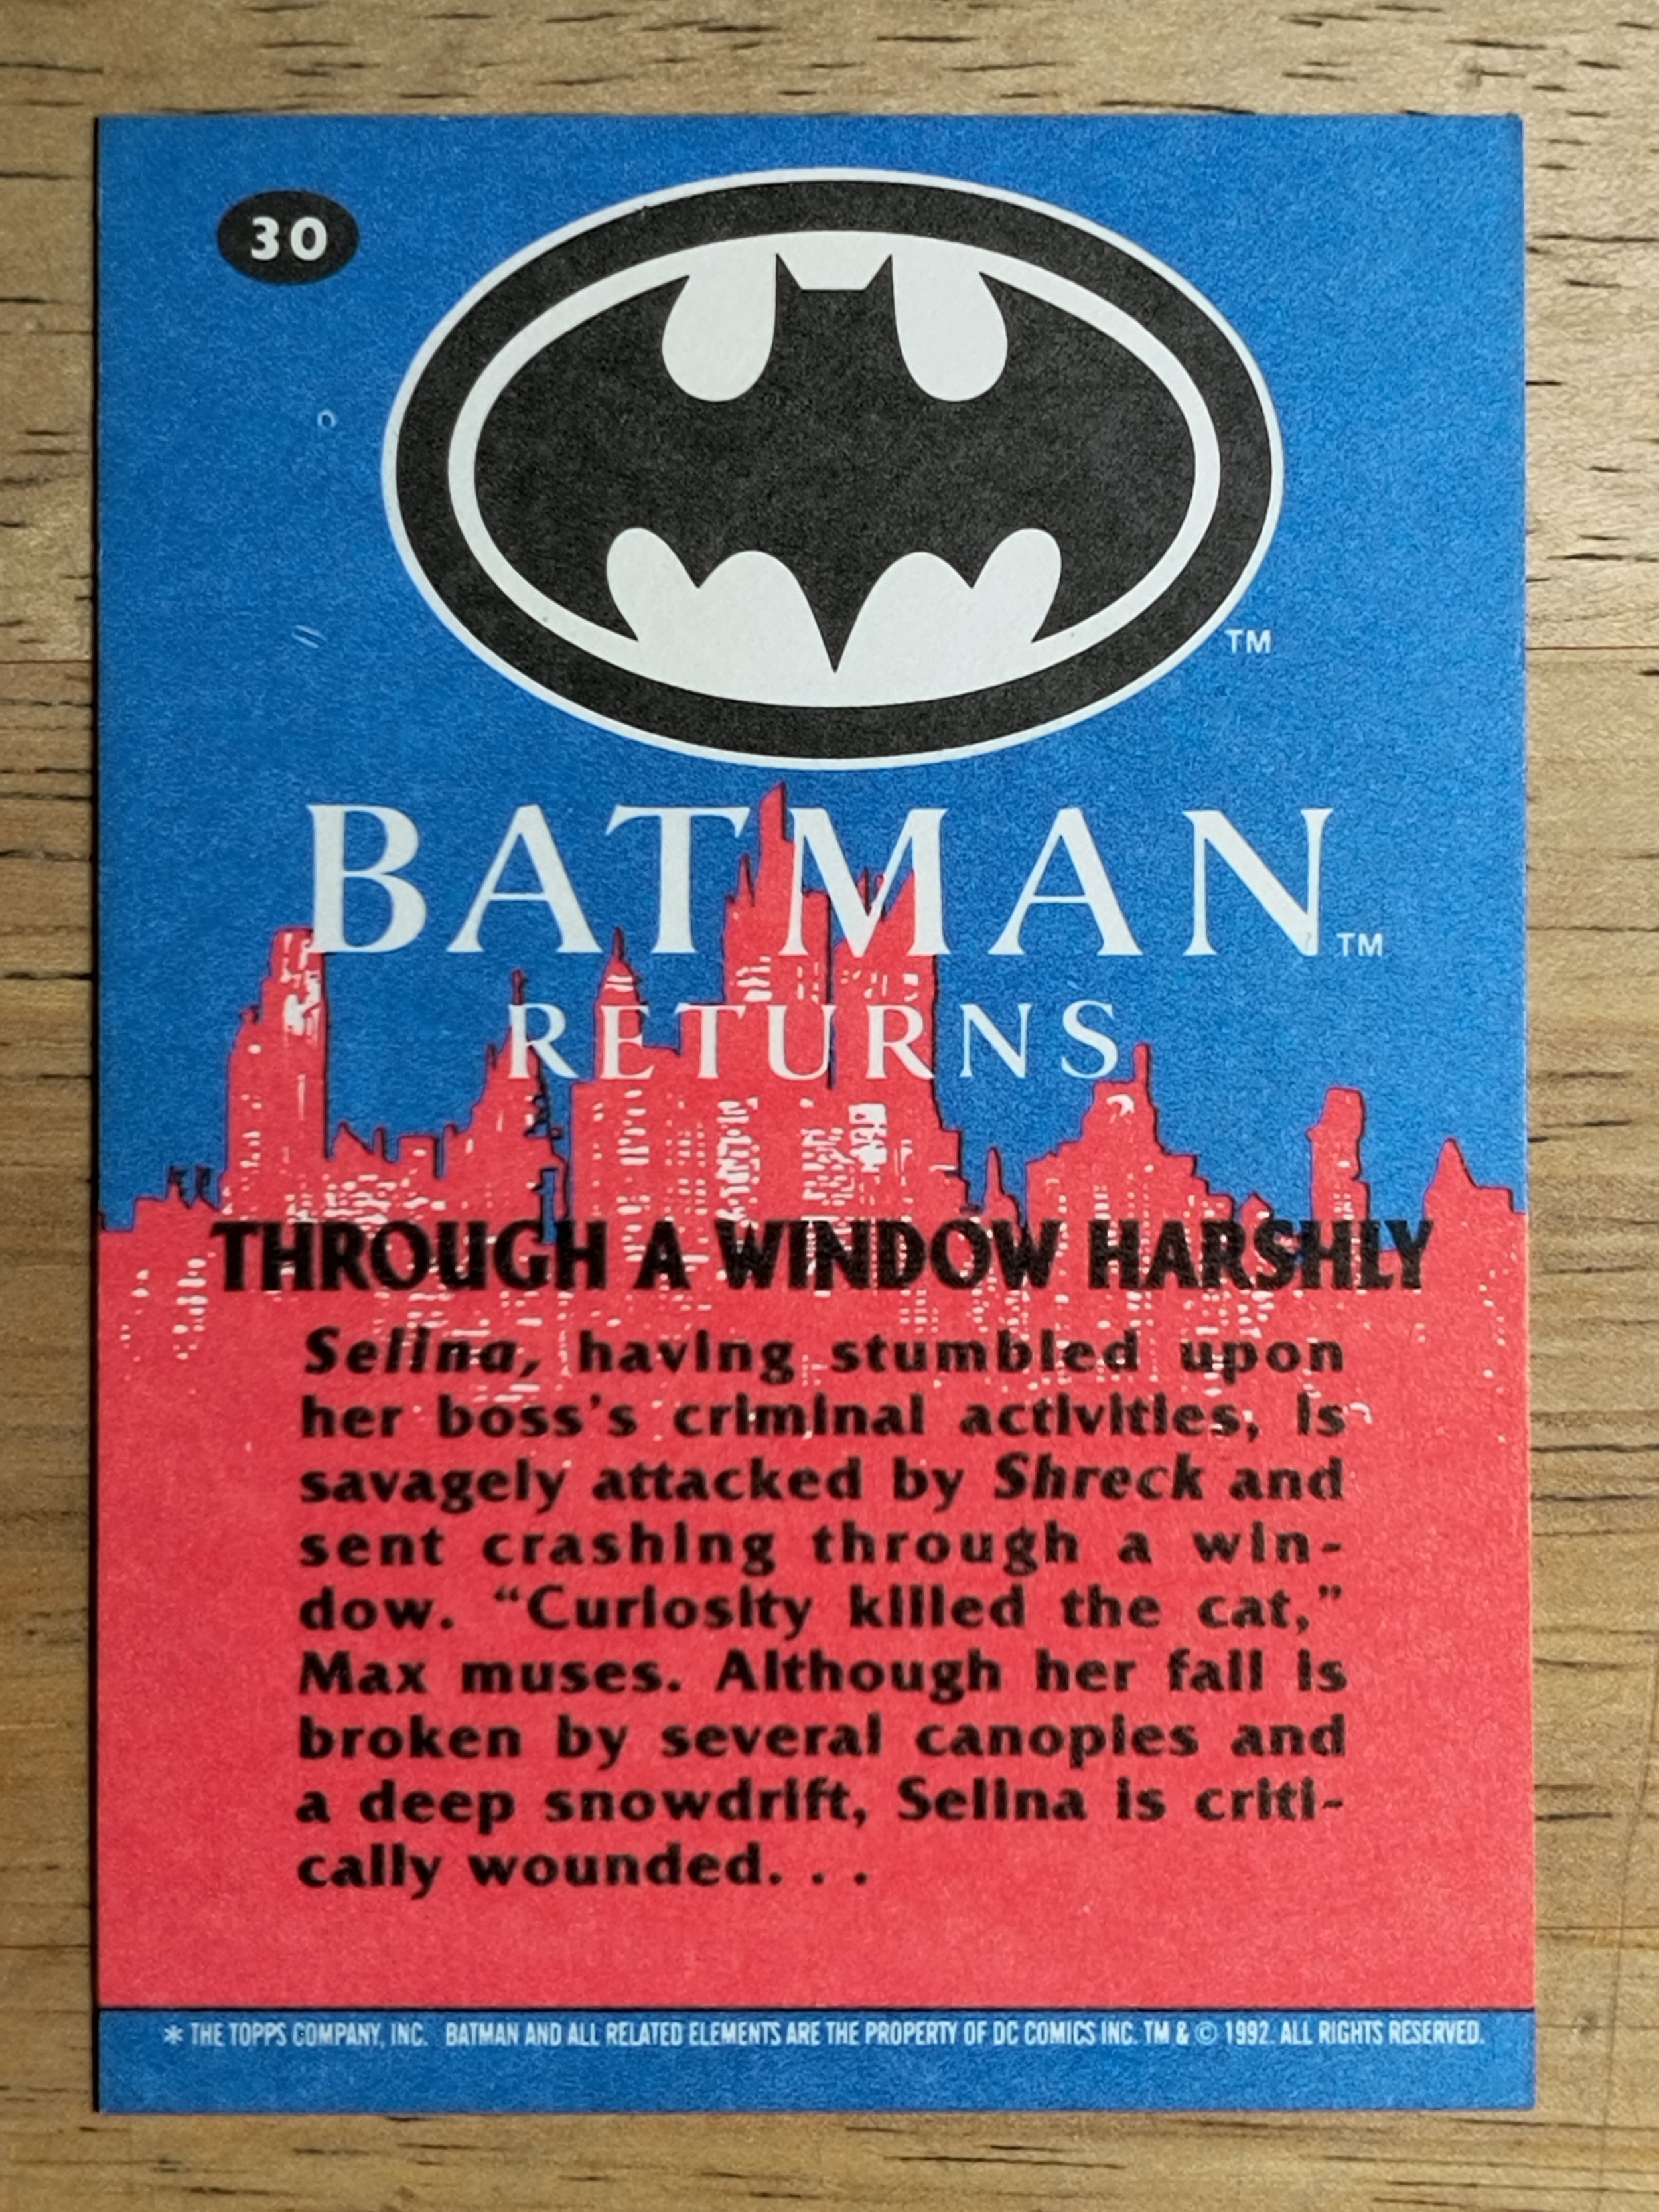 30
TM
BATMAN TM
RETURNS
THROUGH A WINDOW HARSHLY
Selina, having stumbled upon
her boss's criminal activities, is
savagely attacked by Shreck and
sent crashing through a win-
dow. “Curiosity killed the cat,”
Max muses. Although her fall is
broken by several canopies and
a deep snowdrift, Selina is criti-
cally wounded. . .
* THE TOPPS COMPANY, INC. BATMAN AND ALL RELATED ELEMENTS ARE THE PROPERTY OF DC COMICS INC. TM & © 1992. ALL RIGHTS RESERVED.